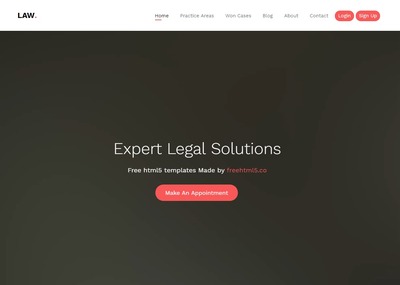 LAW.
Home Practice Areas Won Cases Blog About Contact Login Sign Up
Expert Legal Solutions
Free html5 templates Made by freehtml5.co
Make An Appointment